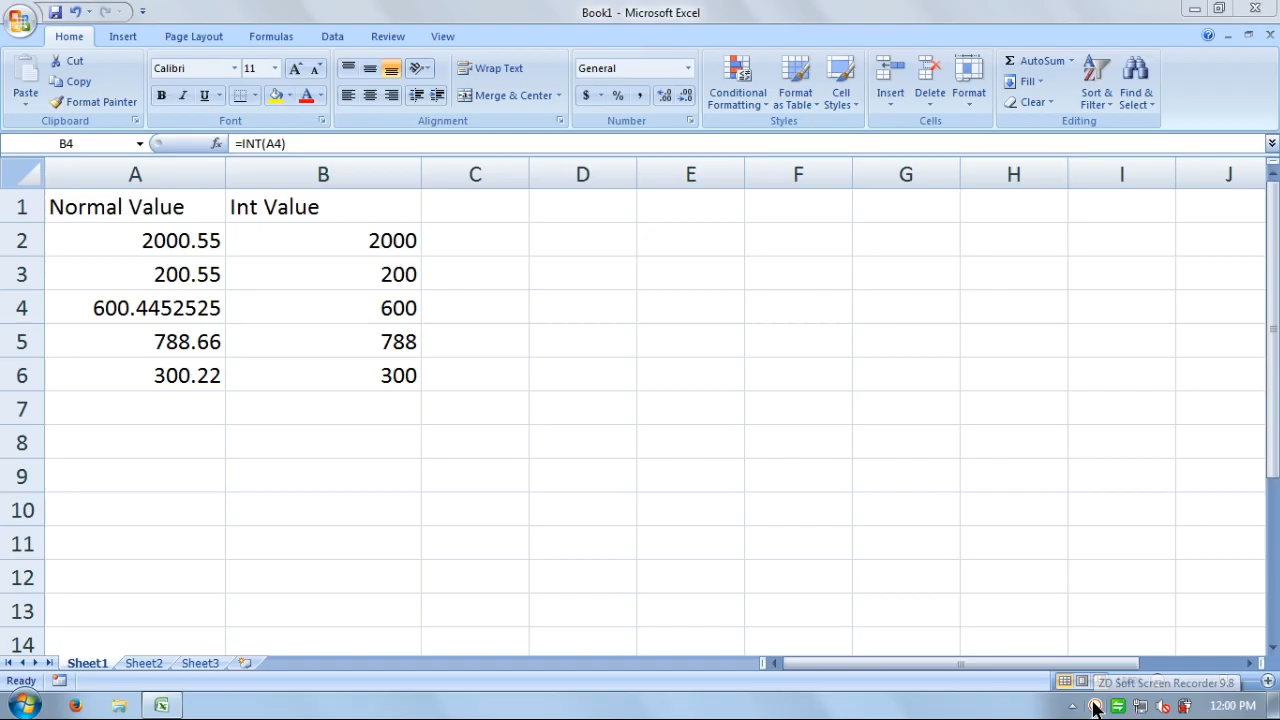 Book1 - Microsoft Excel
Home Insert Page Layout Formulas Data Review View
Paste
Cut
Copy
Format Painter
Clipboard
Calibri 11
B I U
Font
Wrap Text
Merge & Center
Alignment
General
$ % ,
Number
Conditional Formatting
Format as Table
Cell Styles
Styles
Insert Delete Format
Cells
AutoSum
Fill
Clear
Sort & Filter
Find & Select
Editing
B4 fx =INT(A4)
A B C D E F G H I J
1 Normal Value Int Value
2 2000.55 2000
3 200.55 200
4 600.4452525 600
5 788.66 788
6 300.22 300
7
8
9
10
11
12
13
14
Sheet1 Sheet2 Sheet3
Ready
ZD Soft Screen Recorder 9.8
12:00 PM